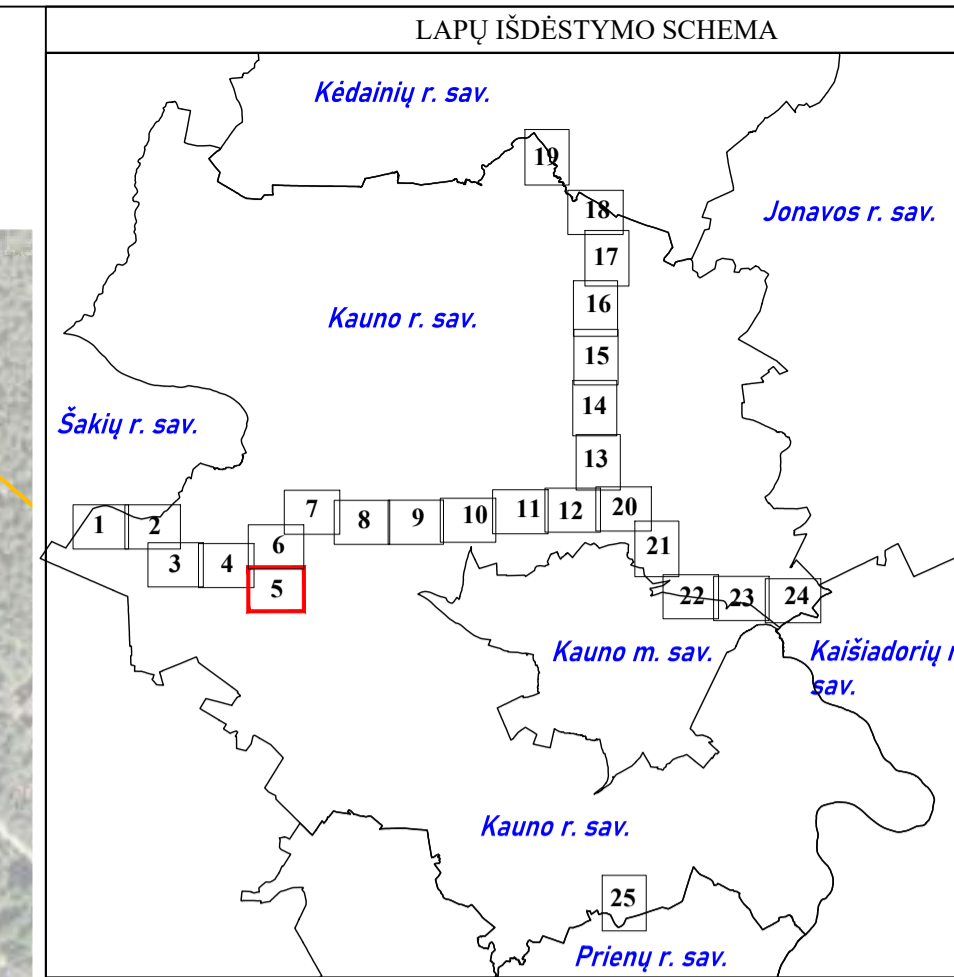 LAPŲ IŠDĖSTYMO SCHEMA
Kėdainių r. sav.
19
18
Jonavos r. sav.
17
16
Kauno r. sav.
15
14
Šakių r. sav.
13
7
8
9
10
11
12
20
1
2
6
21
3
4
5
22
23
24
Kauno m. sav.
Kaišiadorių r
sav.
Kauno r. sav.
25
Prienų r. sav.